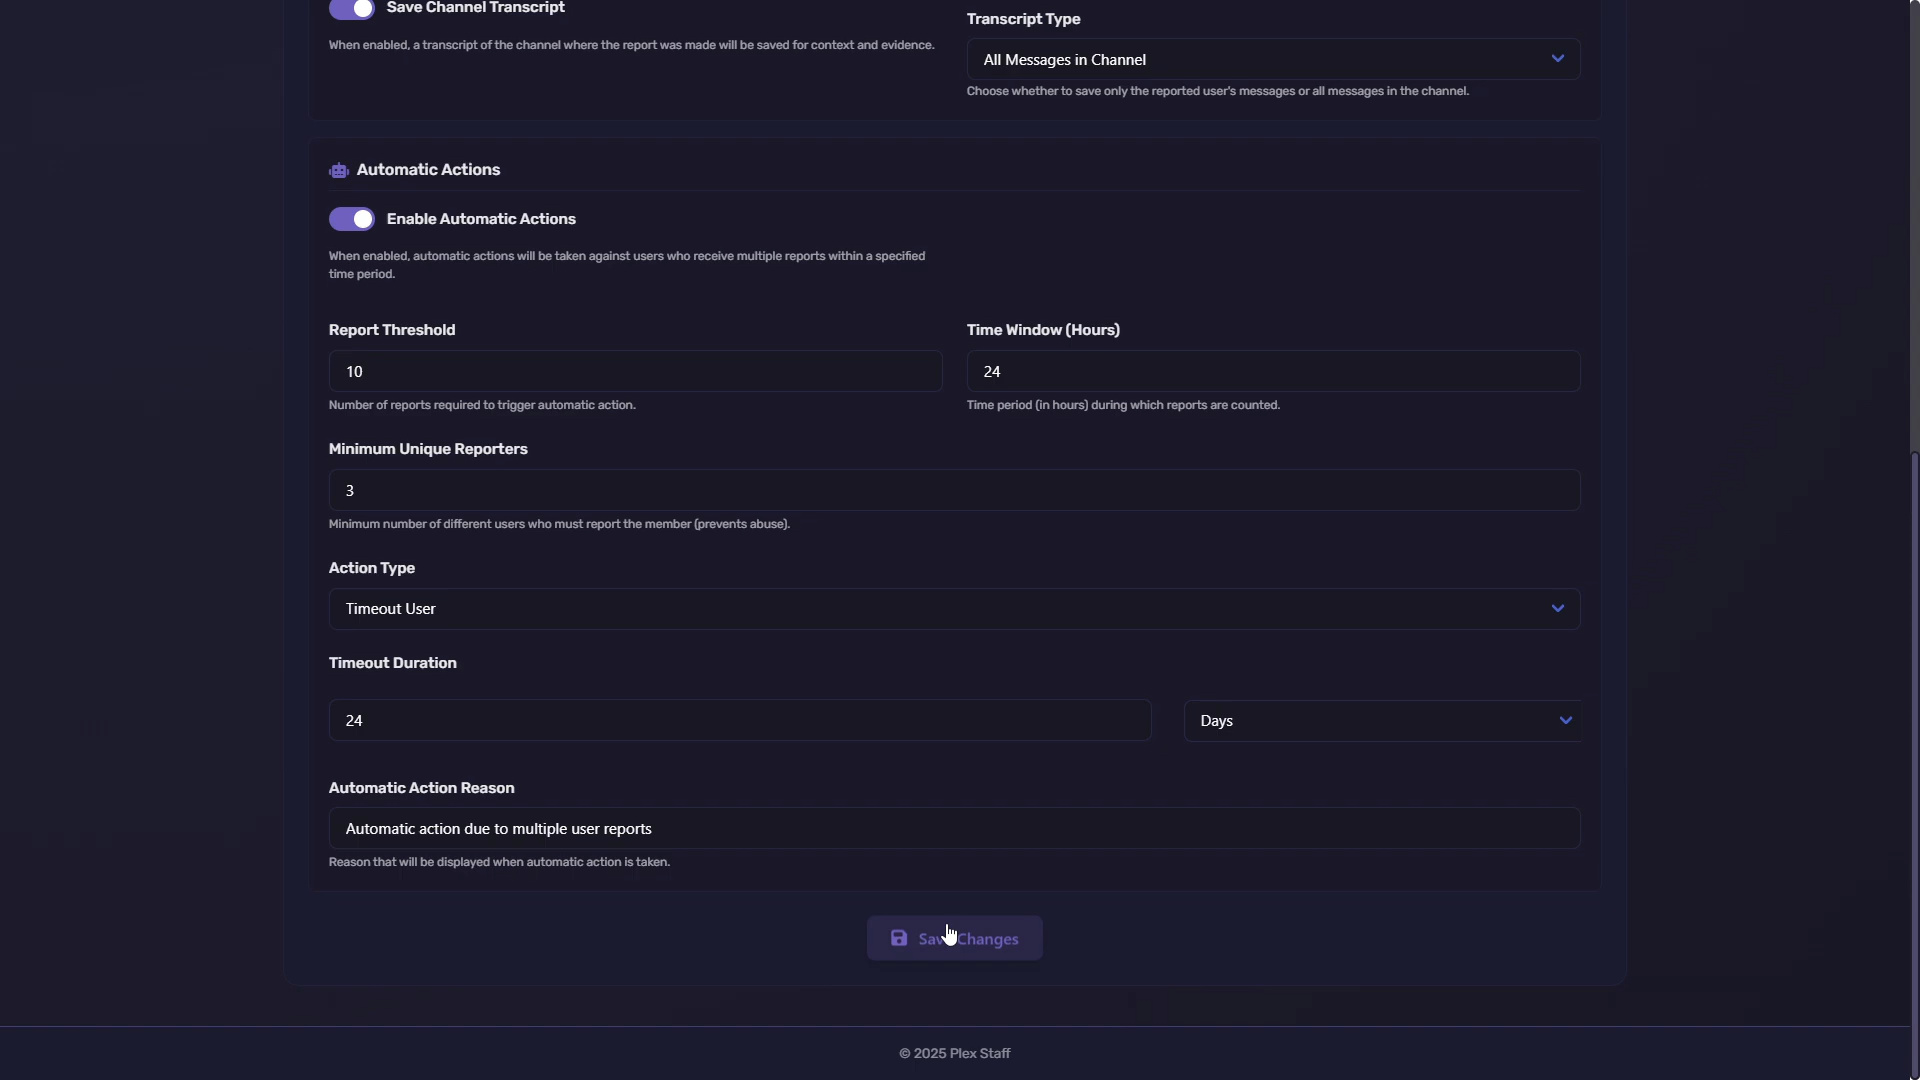 Save Channel Transcript
Transcript Type
When enabled, a transcript of the channel where the report was made will be saved for context and evidence.
All Messages in Channel
Choose whether to save only the reported user's messages or all messages in the channel.
Automatic Actions
Enable Automatic Actions
When enabled, automatic actions will be taken against users who receive multiple reports within a specified
time period.
Report Threshold
Time Window (Hours)
10
24
Number of reports required to trigger automatic action.
Time period (in hours) during which reports are counted.
Minimum Unique Reporters
3
Minimum number of different users who must report the member (prevents abuse).
Action Type
Timeout User
Timeout Duration
24
Days
Automatic Action Reason
Automatic action due to multiple user reports
Reason that will be displayed when automatic action is taken.
Save Changes
© 2025 Plex Staff